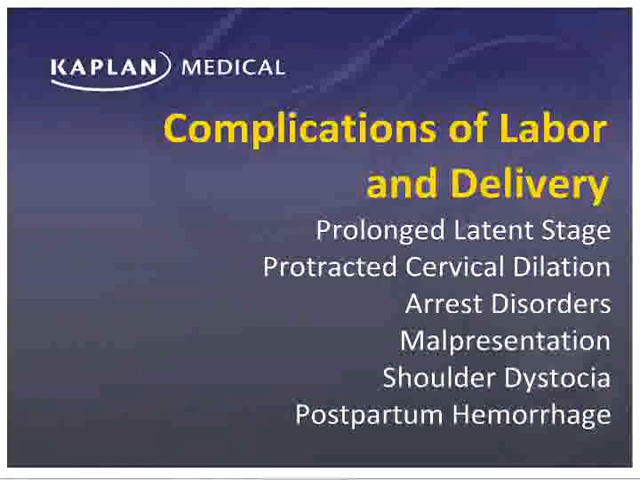 KAPLAN MEDICAL
Complications of Labor
and Delivery
Prolonged Latent Stage
Protracted Cervical Dilation
Arrest Disorders
Malpresentation
Shoulder Dystocia
Postpartum Hemorrhage